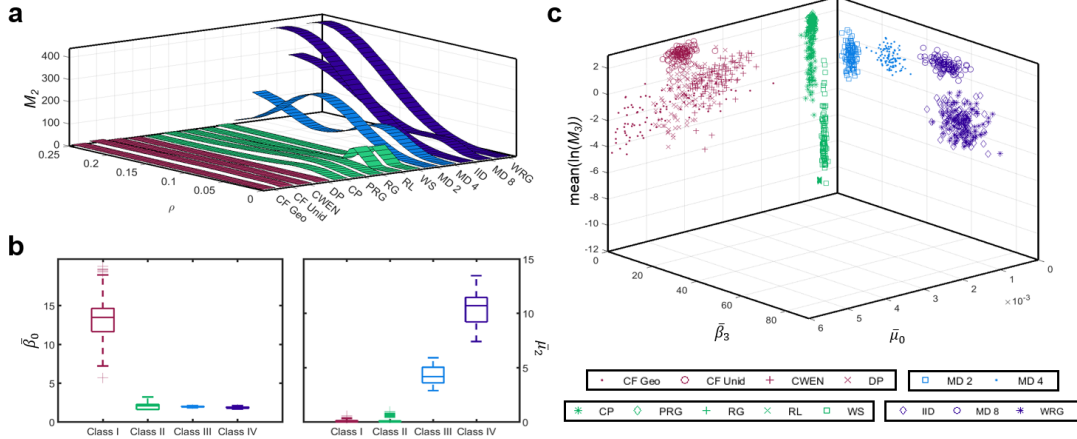 a
M₂
400
300
200
100
0
0.25
0.2
0.15
0.1
0.05
0
ρ
CF Geo
CF Unid
CWEN
DP
CP
PRG
RG
RL
WS
MD 2
MD 4
IID
MD 8
WRG
b
β̄₀
15
10
5
0
Class I
Class II
Class III
Class IV
15
10
5
0
μ̄₂
Class I
Class II
Class III
Class IV
c
mean(ln(M₃))
2
0
-2
-4
-6
-8
-10
-12
0
20
40
60
80
β̄₃
6
5
4
3
2
1
0
×10⁻³
μ̄₀
CF Geo CF Unid CWEN DP
MD 2 MD 4
CP PRG RG RL WS
IID MD 8 WRG